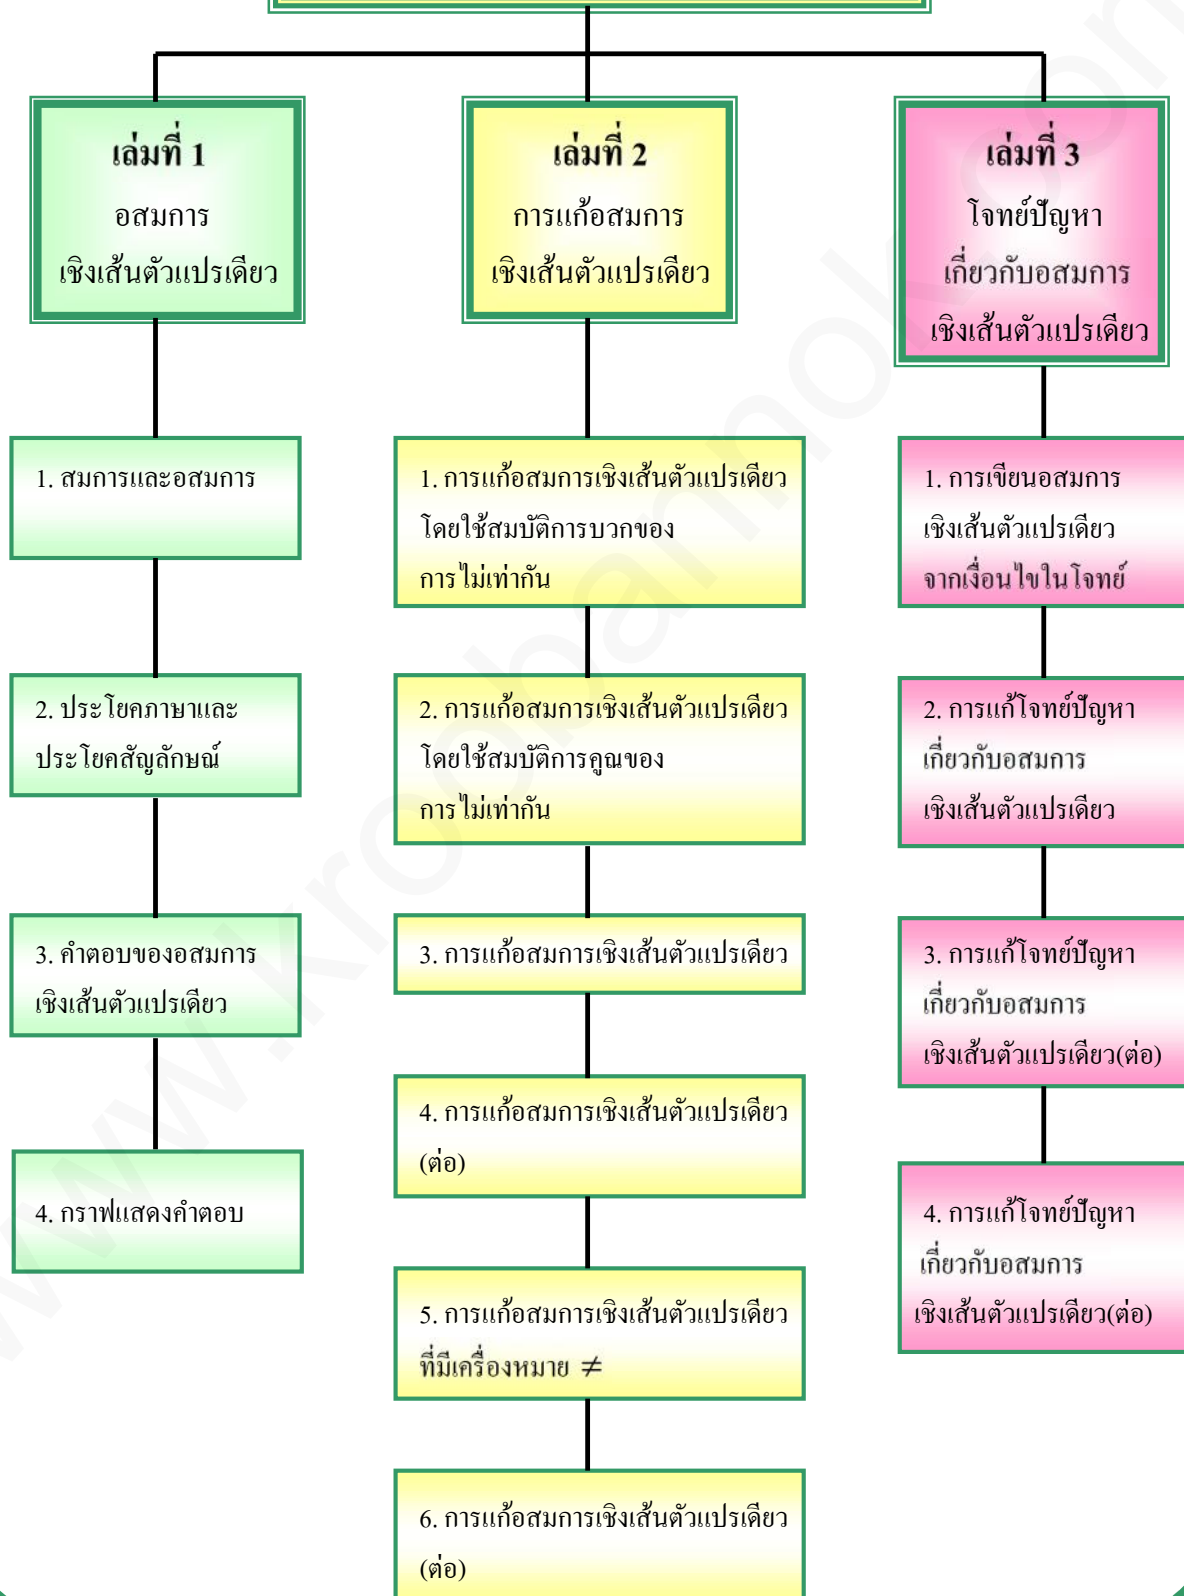 เล่มที่ 1
อสมการ
เชิงเส้นตัวแปรเดียว
1. สมการและอสมการ
2. ประโยคภาษาและ
ประโยคสัญลักษณ์
3. คำตอบของอสมการ
เชิงเส้นตัวแปรเดียว
4. กราฟแสดงคำตอบ
เล่มที่ 2
การแก้อสมการ
เชิงเส้นตัวแปรเดียว
1. การแก้อสมการเชิงเส้นตัวแปรเดียว
โดยใช้สมบัติการบวกของ
การไม่เท่ากัน
2. การแก้อสมการเชิงเส้นตัวแปรเดียว
โดยใช้สมบัติการคูณของ
การไม่เท่ากัน
3. การแก้อสมการเชิงเส้นตัวแปรเดียว
4. การแก้อสมการเชิงเส้นตัวแปรเดียว
(ต่อ)
5. การแก้อสมการเชิงเส้นตัวแปรเดียว
ที่มีเครื่องหมาย ≠
6. การแก้อสมการเชิงเส้นตัวแปรเดียว
(ต่อ)
เล่มที่ 3
โจทย์ปัญหา
เกี่ยวกับอสมการ
เชิงเส้นตัวแปรเดียว
1. การเขียนอสมการ
เชิงเส้นตัวแปรเดียว
จากเงื่อนไขในโจทย์
2. การแก้โจทย์ปัญหา
เกี่ยวกับอสมการ
เชิงเส้นตัวแปรเดียว
3. การแก้โจทย์ปัญหา
เกี่ยวกับอสมการ
เชิงเส้นตัวแปรเดียว(ต่อ)
4. การแก้โจทย์ปัญหา
เกี่ยวกับอสมการ
เชิงเส้นตัวแปรเดียว(ต่อ)
www.kroobannok.com